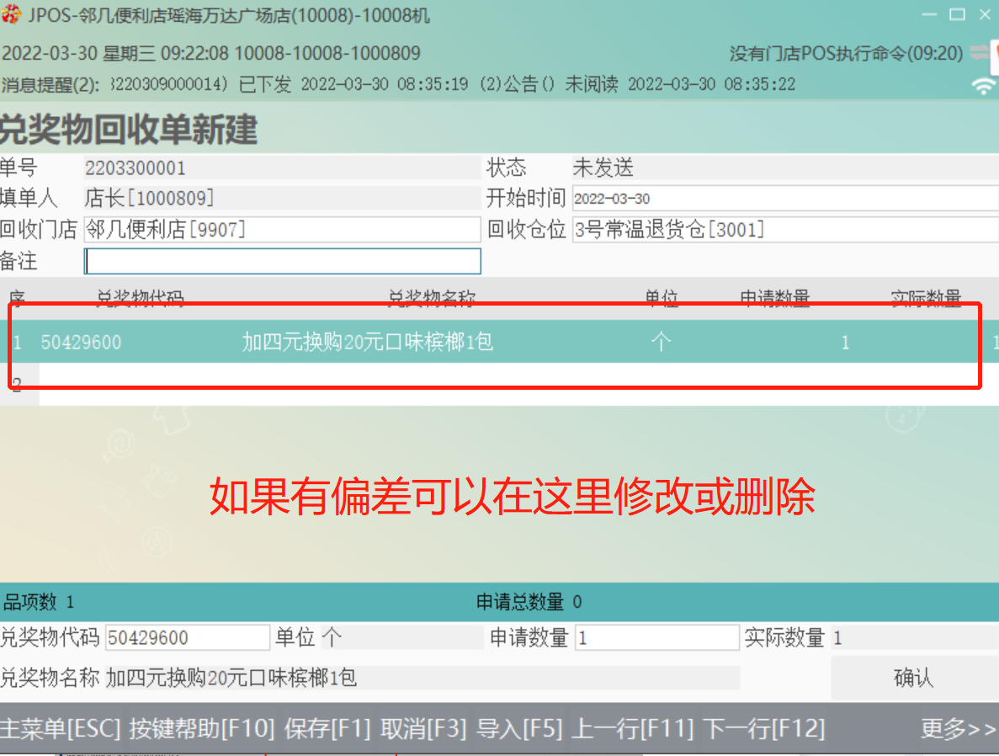 JPOS-邻几便利店瑶海万达广场店(10008)-10008机
2022-03-30 星期三 09:22:08 10008-10008-1000809 没有门店POS执行命令(09:20)
消息提醒(2): 3220309000014) 已下发 2022-03-30 08:35:19 (2)公告() 未阅读 2022-03-30 08:35:22
兑奖物回收单新建
单号 2203300001 状态 未发送
填单人 店长[1000809] 开始时间 2022-03-30
回收门店 邻几便利店[9907] 回收仓位 3号常温退货仓[3001]
备注
序 兑奖物代码 兑奖物名称 单位 申请数量 实际数量
1 50429600 加四元换购20元口味槟榔1包 个 1 1
2
如果有偏差可以在这里修改或删除
品项数 1 申请总数量 0
兑奖物代码 50429600 单位 个 申请数量 1 实际数量 1
兑奖物名称 加四元换购20元口味槟榔1包 确认
主菜单[ESC] 按键帮助[F10] 保存[F1] 取消[F3] 导入[F5] 上一行[F11] 下一行[F12] 更多>>